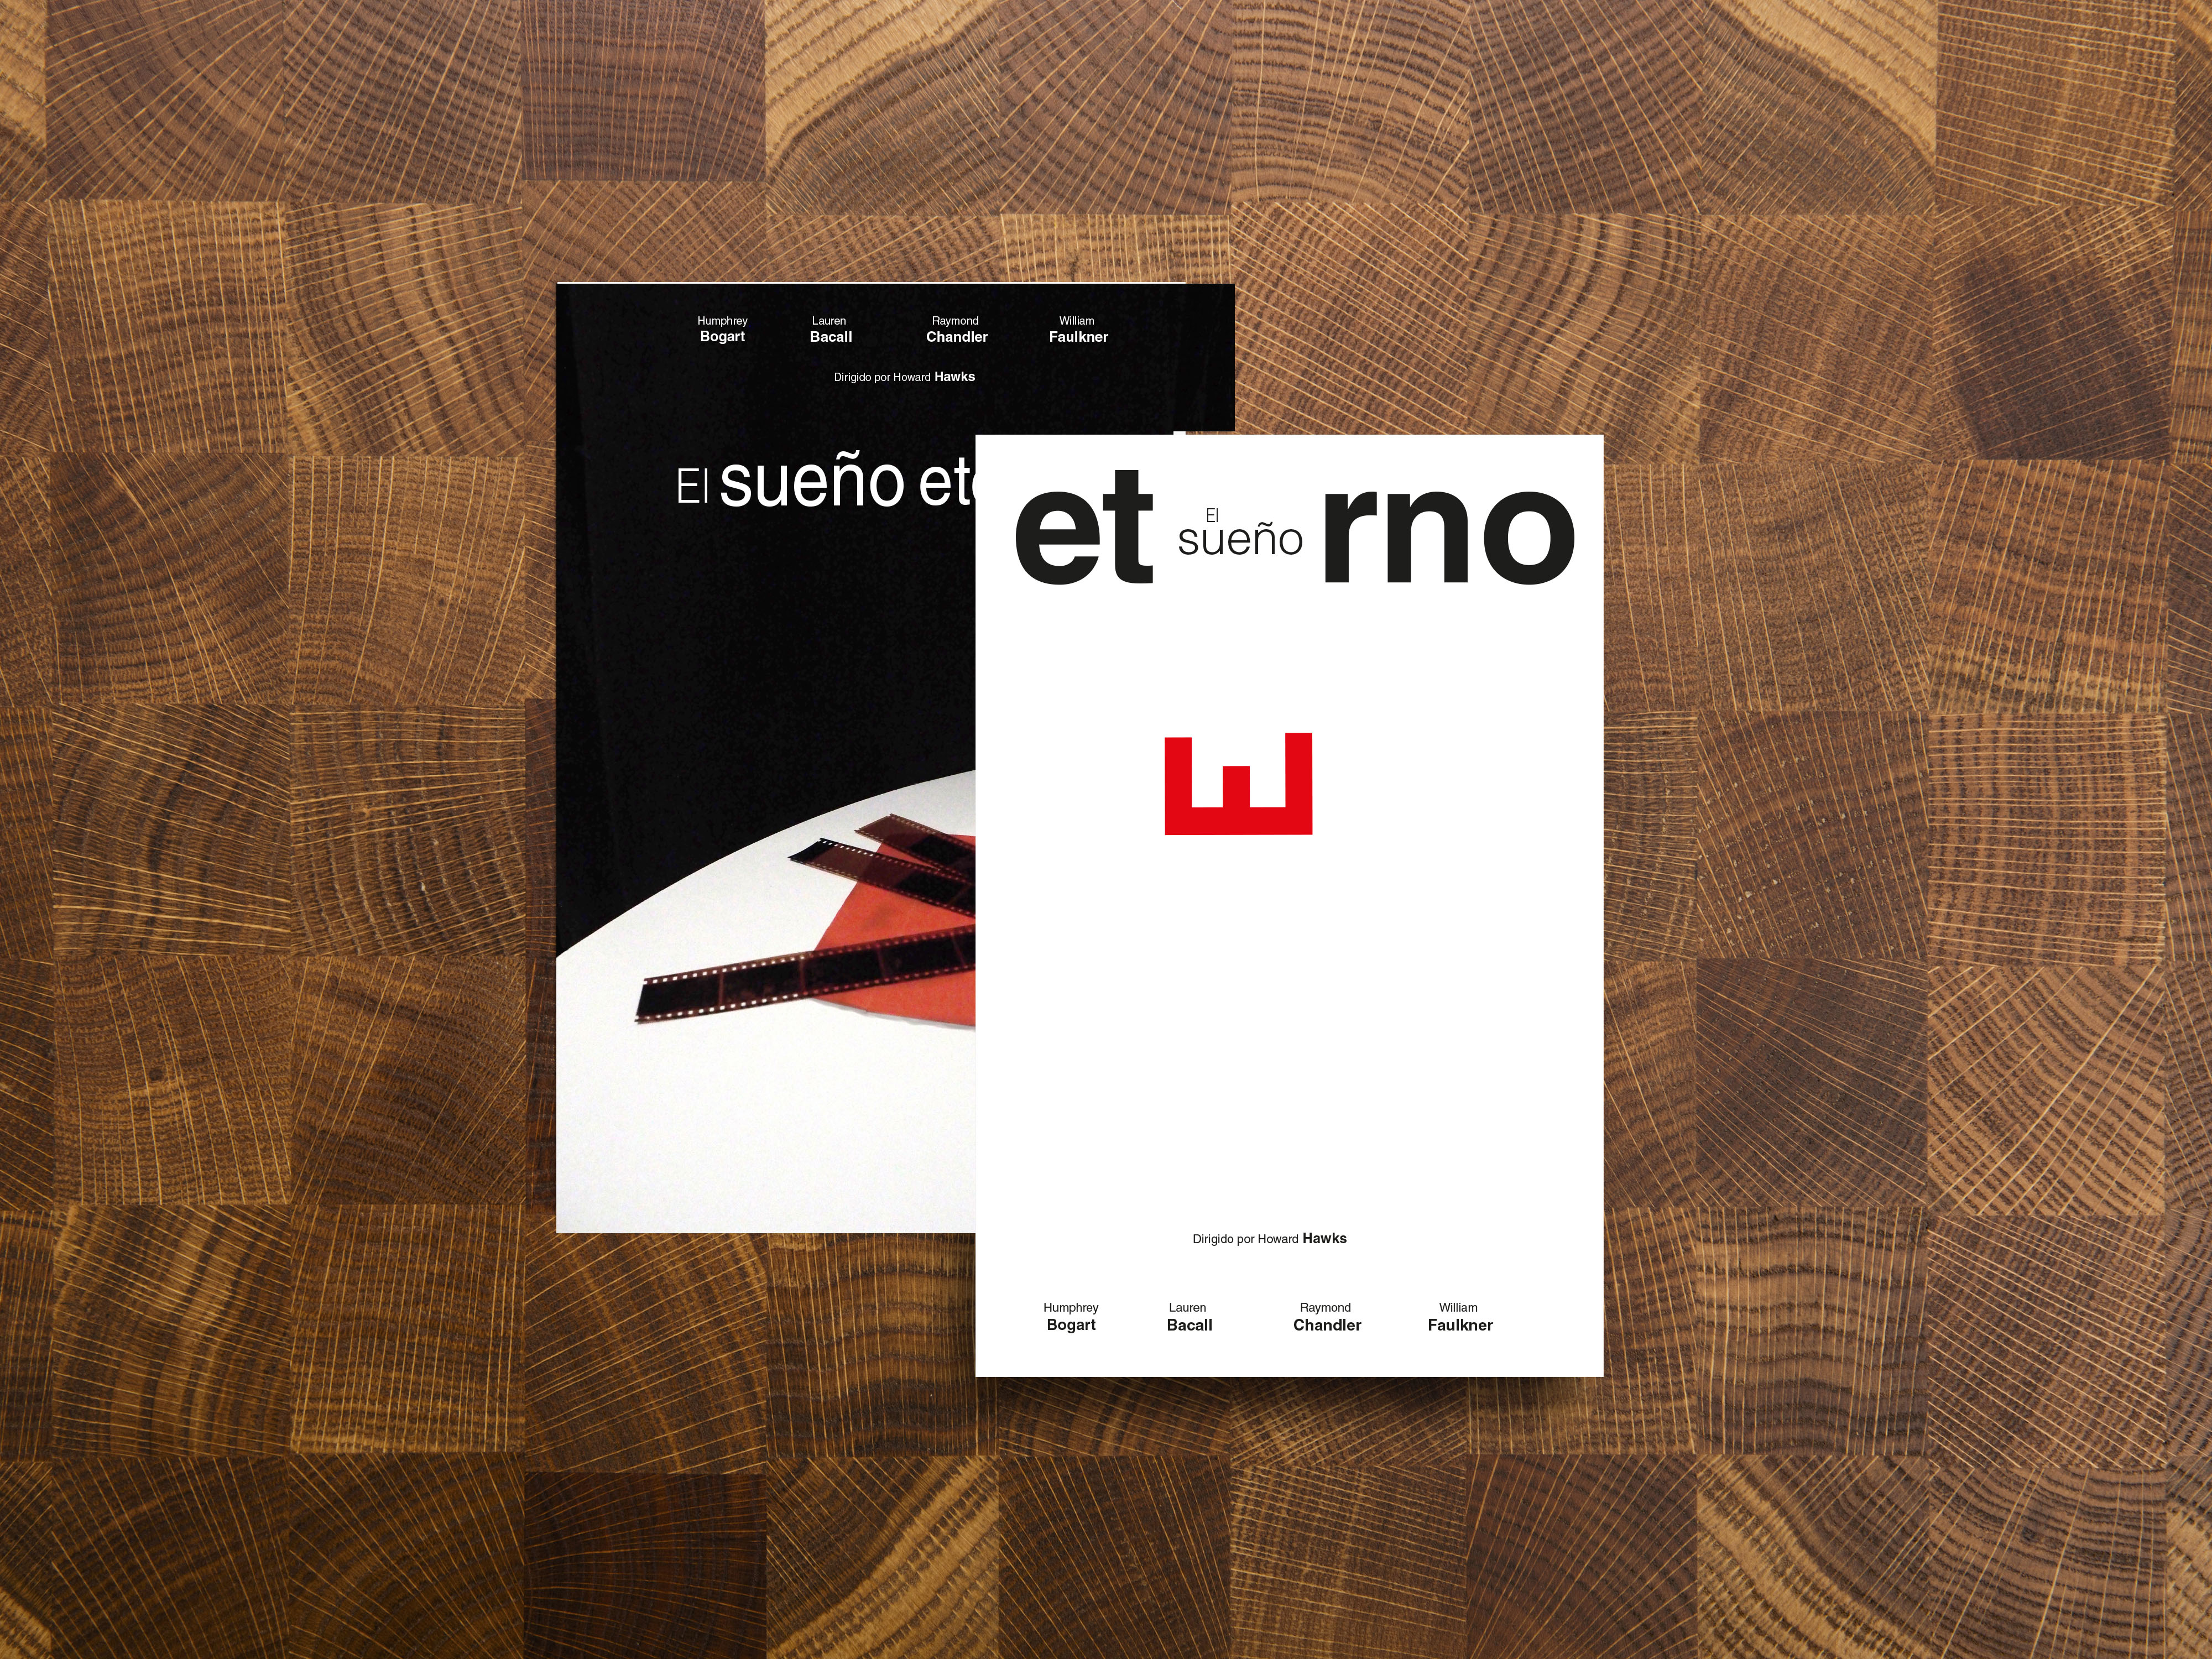 Humphrey Lauren Raymond William
Bogart Bacall Chandler Faulkner
Dirigido por Howard Hawks
El sueño ete
et El sueño rno
E
Dirigido por Howard Hawks
Humphrey Lauren Raymond William
Bogart Bacall Chandler Faulkner